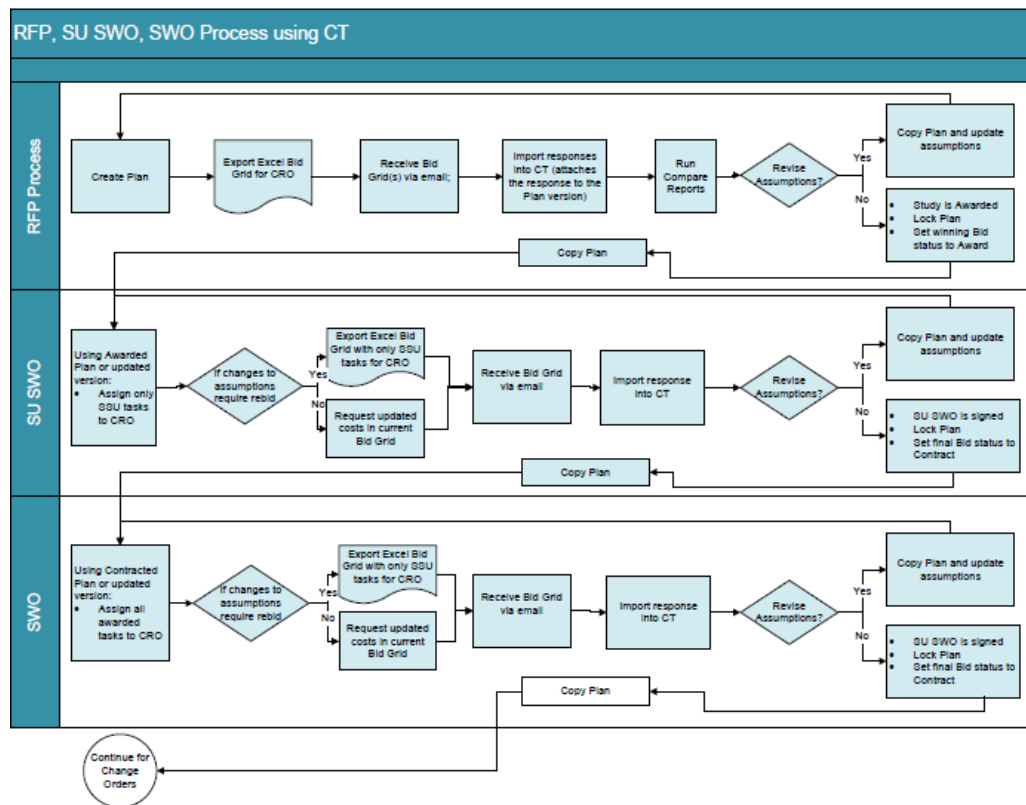 RFP, SU SWO, SWO Process using CT
RFP Process
Create Plan
Export Excel Bid
Grid for CRO
Receive Bid
Grid(s) via email;
Import responses
into CT (attaches
the response to the
Plan version)
Run
Compare
Reports
Revise
Assumptions?
Yes
No
Copy Plan and update
assumptions
• Study is Awarded
• Lock Plan
• Set winning Bid
status to Award
Copy Plan
SU SWO
Using Awarded
Plan or updated
version:
• Assign only
SSU tasks
to CRO
If changes to
assumptions
require rebid
Yes
No
Export Excel Bid
Grid with only SSU
tasks for CRO
Request updated
costs in current
Bid Grid
Receive Bid Grid
via email
Import response
into CT
Revise
Assumptions?
Yes
No
Copy Plan and update
assumptions
• SU SWO is signed
• Lock Plan
• Set final Bid status to
Contract
Copy Plan
SWO
Using Contracted
Plan or updated
version:
• Assign all
awarded
tasks to CRO
If changes to
assumptions
require rebid
Yes
No
Export Excel Bid
Grid with only SSU
tasks for CRO
Request updated
costs in current
Bid Grid
Receive Bid Grid
via email
Import response
into CT
Revise
Assumptions?
Yes
No
Copy Plan and update
assumptions
• SU SWO is signed
• Lock Plan
• Set final Bid status to
Contract
Copy Plan
Continue for
Change
Orders